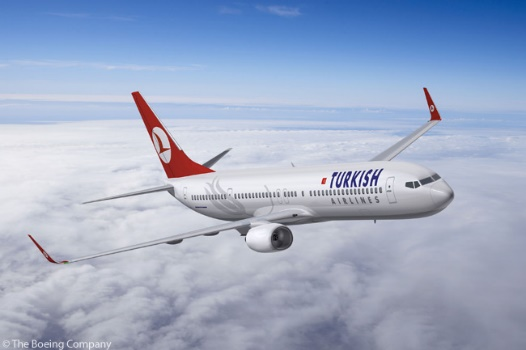 TURKISH
AIRLINES
© The Boeing Company